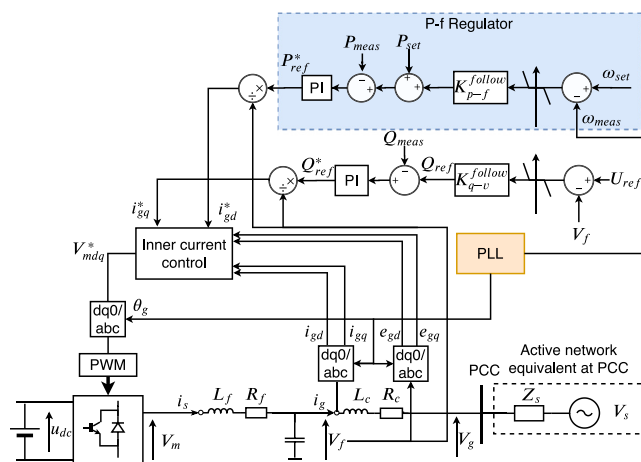 P-f Regulator
P*ref
Pmeas
Pset
ωset
÷
×
PI
-
+
+
+
K^follow p-f
-
+
ωmeas
Qmeas
÷
×
Q*ref
PI
+
-
Qref
K^follow q-v
-
+
Uref
Vf
i*gq
i*gd
V*mdq
Inner current
control
PLL
dq0/
abc
θg
igd
igq
egd
egq
dq0/
abc
dq0/
abc
PWM
PCC
Active network
equivalent at PCC
udc
Vm
is
Lf
Rf
ig
Lc
Rc
Vf
Vg
Zs
Vs